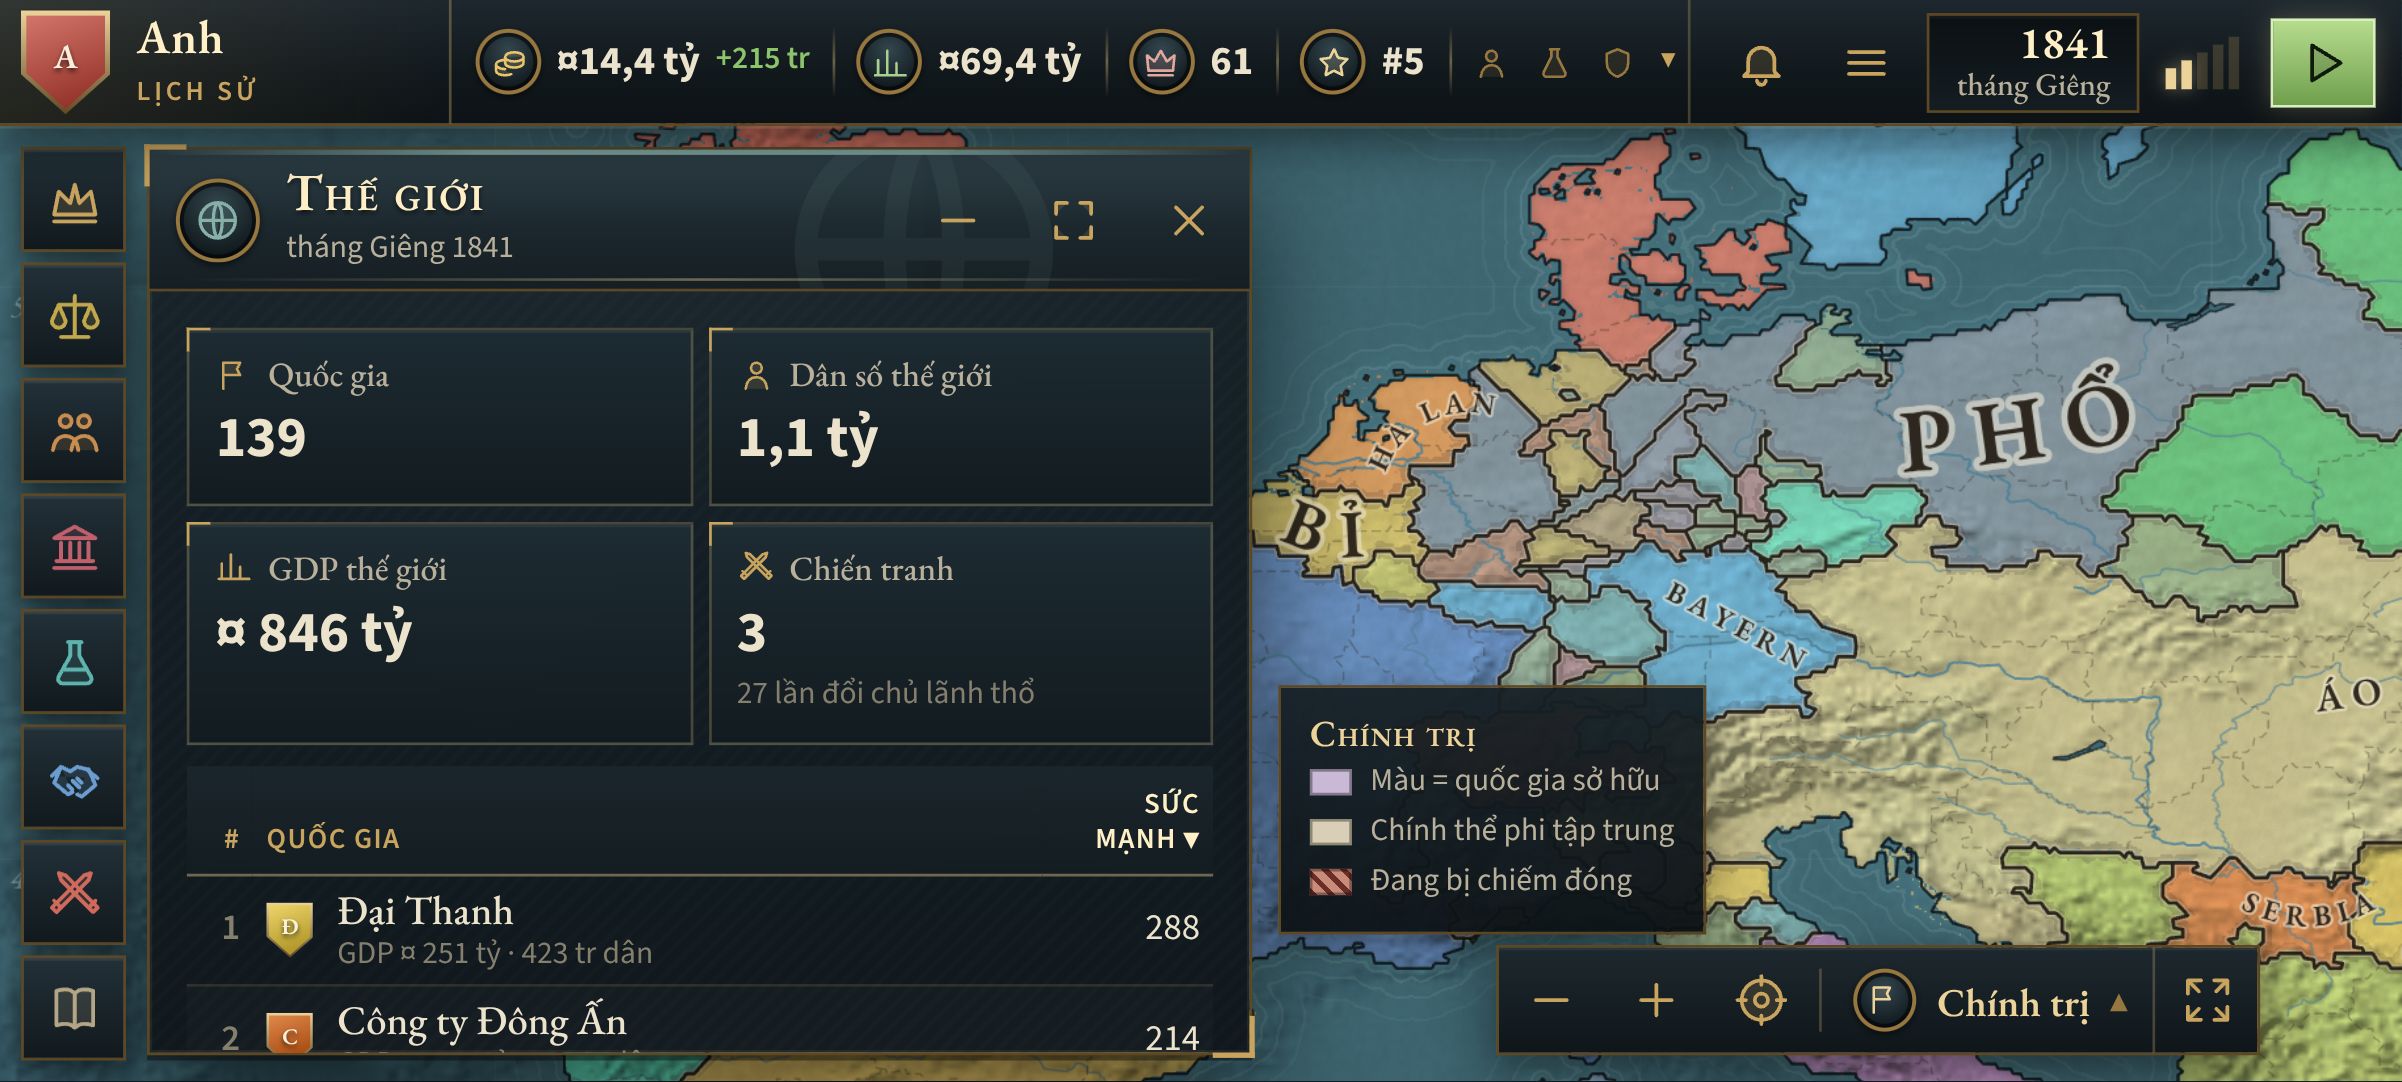 A
Anh
LỊCH SỬ
¤14,4 tỷ +215 tr
¤69,4 tỷ
61
#5
1841
tháng Giêng
Thế giới
tháng Giêng 1841
Quốc gia
139
Dân số thế giới
1,1 tỷ
GDP thế giới
¤ 846 tỷ
Chiến tranh
3
27 lần đổi chủ lãnh thổ
# QUỐC GIA
SỨC
MẠNH ▼
1 Đ Đại Thanh 288
GDP ¤ 251 tỷ · 423 tr dân
2 C Công ty Đông Ấn 214
HÀ LAN
BỈ
PHỔ
BAYERN
ÁO
SERBIA
Chính trị
Màu = quốc gia sở hữu
Chính thể phi tập trung
Đang bị chiếm đóng
Chính trị ▲